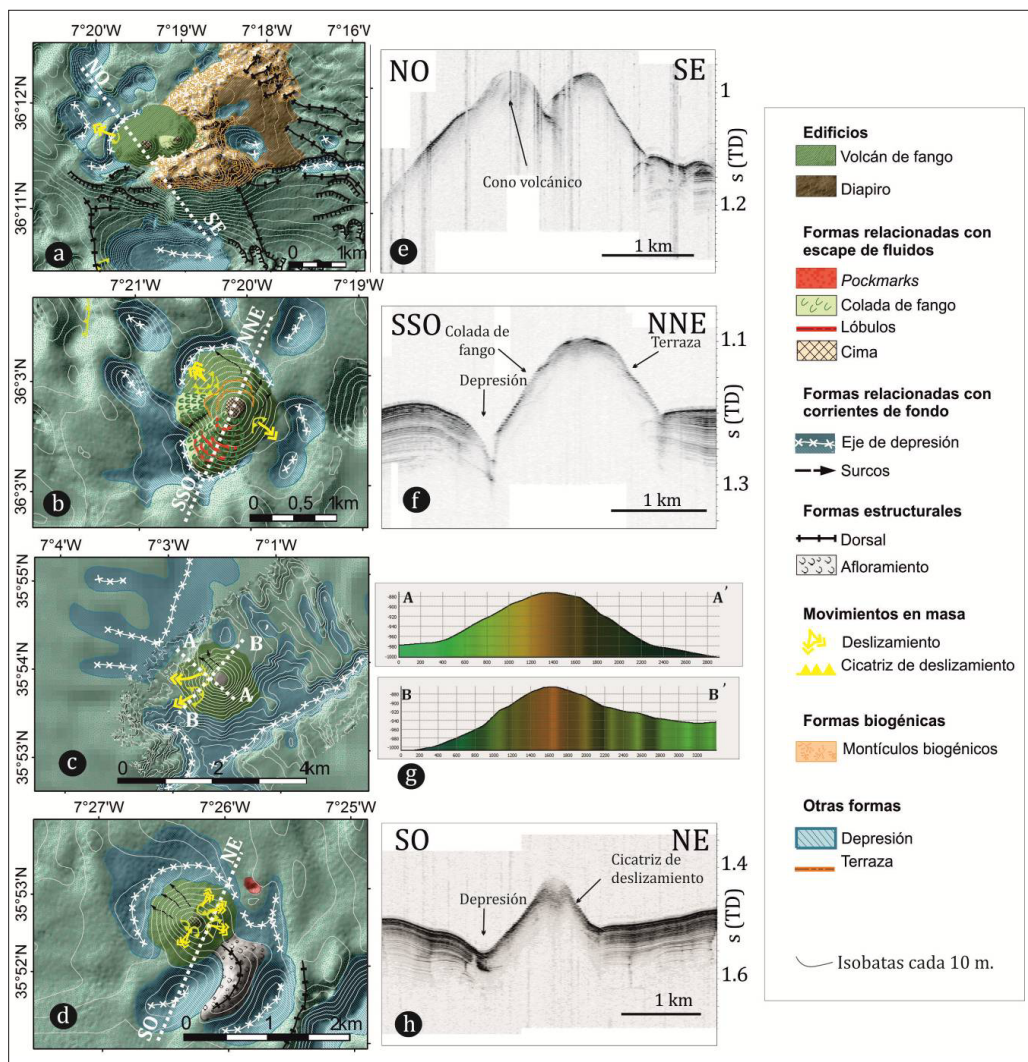 7°20'W 7°19'W 7°18'W 7°16'W
36°12'N
36°11'N
NO
SE
a
0 1km
NO SE
Cono volcánico
1
1.2
s (TD)
1 km
e
7°21'W 7°20'W 7°19'W
36°3'N
36°3'N
NNE
SSO
b
0 0,5 1km
SSO NNE
Colada de
fango
Depresión
Terraza
1.1
1.3
s (TD)
1 km
f
7°4'W 7°3'W 7°1'W
35°55'N
35°54'N
35°53'N
A B
B A
c
0 2 4km
A A'
B B'
g
7°27'W 7°26'W 7°25'W
35°53'N
35°52'N
NE
SO
d
0 1 2km
SO NE
Depresión
Cicatriz de
deslizamiento
1.4
1.6
s (TD)
1 km
h
Edificios
Volcán de fango
Diapiro
Formas relacionadas con
escape de fluidos
Pockmarks
Colada de fango
Lóbulos
Cima
Formas relacionadas con
corrientes de fondo
Eje de depresión
Surcos
Formas estructurales
Dorsal
Afloramiento
Movimientos en masa
Deslizamiento
Cicatriz de deslizamiento
Formas biogénicas
Montículos biogénicos
Otras formas
Depresión
Terraza
Isobatas cada 10 m.